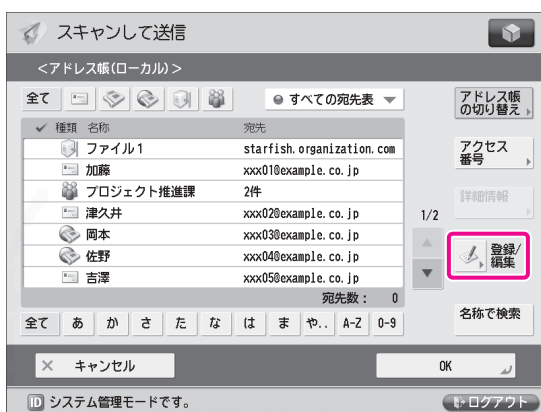 スキャンして送信
<アドレス帳(ローカル)>
全て
すべての宛先表
アドレス帳
の切り替え
種類 名称 宛先
ファイル1 starfish.organization.com
加藤 xxx01@example.co.jp
プロジェクト推進課 2件
津久井 xxx02@example.co.jp
岡本 xxx03@example.co.jp
佐野 xxx04@example.co.jp
吉澤 xxx05@example.co.jp
宛先数: 0
1/2
アクセス
番号
詳細情報
登録/
編集
名称で検索
全て あ か さ た な は ま や.. A-Z 0-9
キャンセル
OK
ID システム管理モードです。
ログアウト